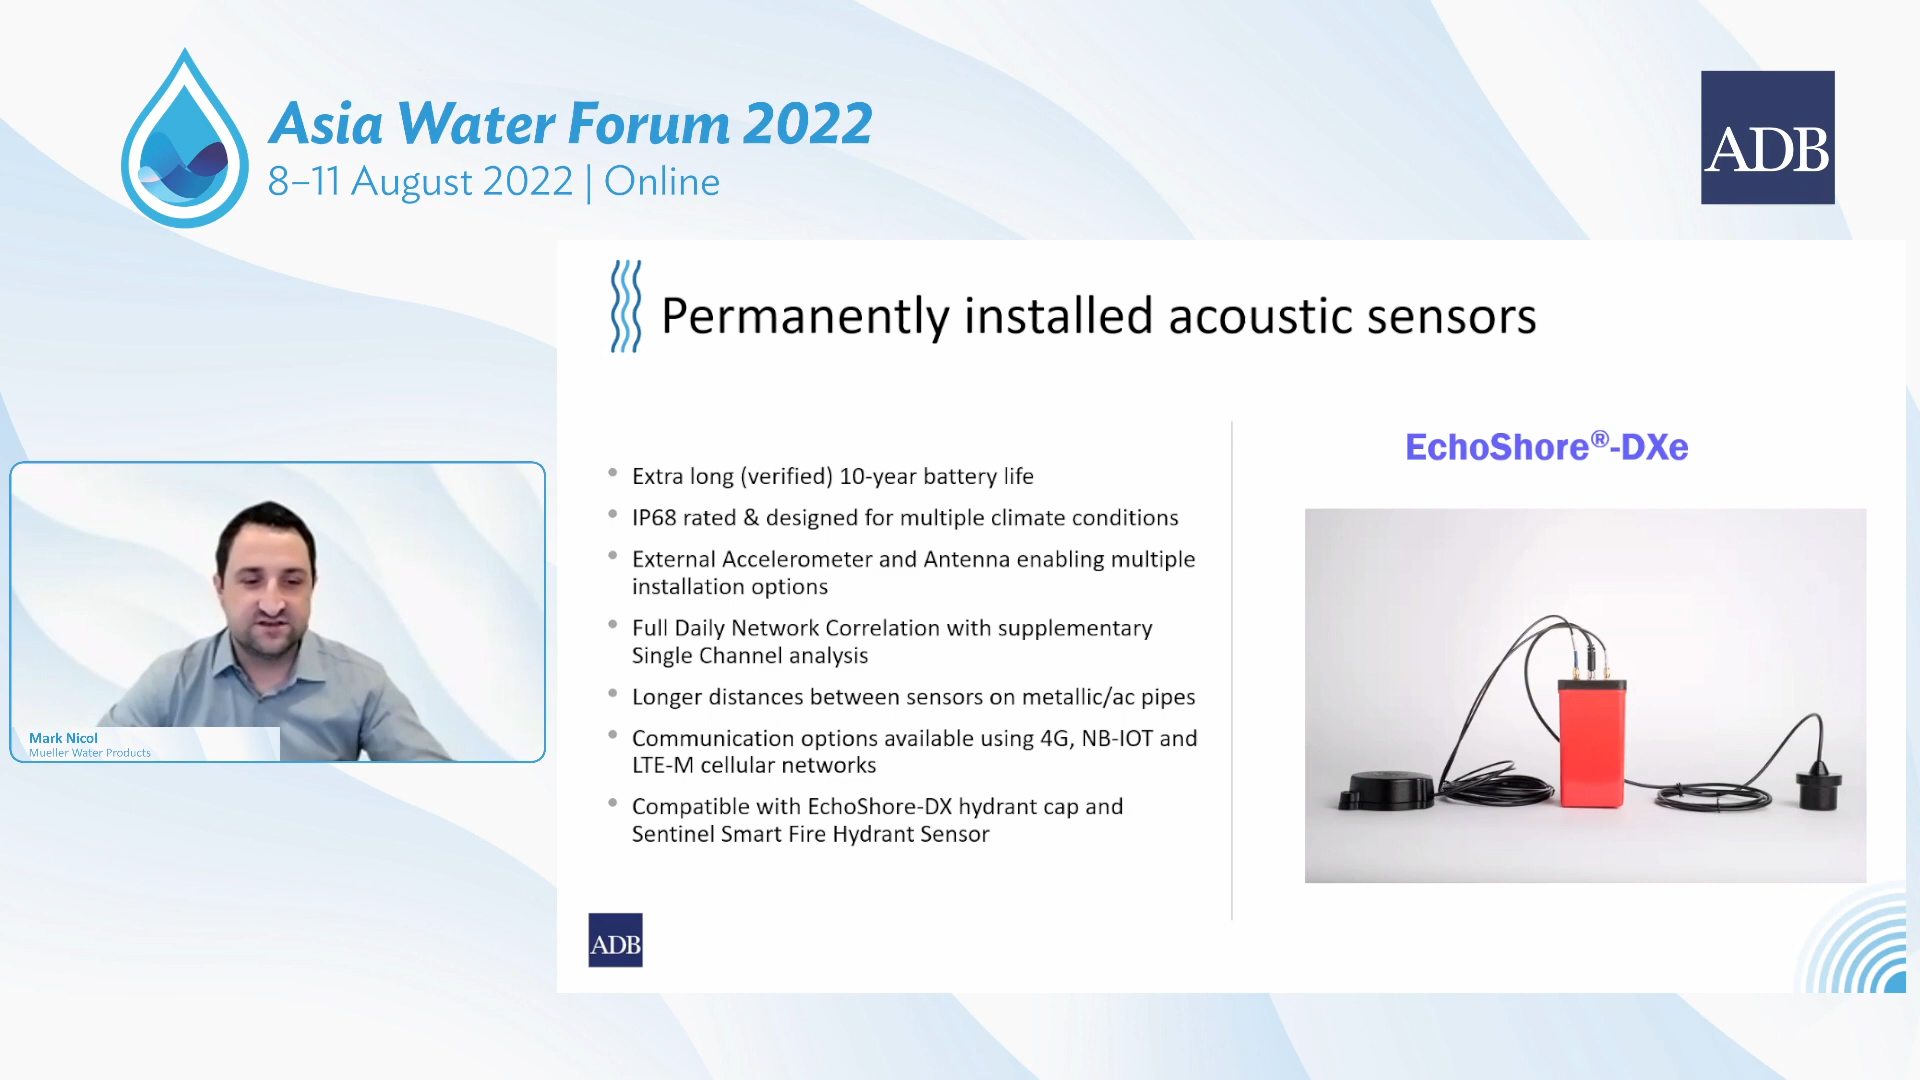 Asia Water Forum 2022
8–11 August 2022 | Online
ADB
Permanently installed acoustic sensors
• Extra long (verified) 10-year battery life
• IP68 rated & designed for multiple climate conditions
• External Accelerometer and Antenna enabling multiple
installation options
• Full Daily Network Correlation with supplementary
Single Channel analysis
• Longer distances between sensors on metallic/ac pipes
• Communication options available using 4G, NB-IOT and
LTE-M cellular networks
• Compatible with EchoShore-DX hydrant cap and
Sentinel Smart Fire Hydrant Sensor
EchoShore®-DXe
ADB
Mark Nicol
Mueller Water Products